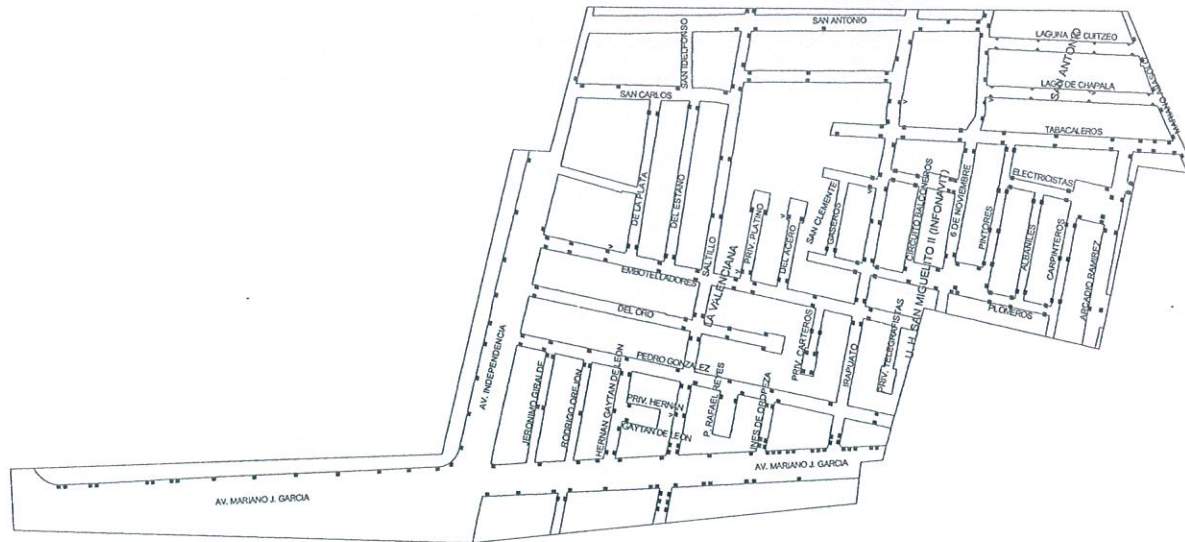 SAN ANTONIO
LAGUNA DE CUITZEO
SAN ANTONIO
SAN IDELFONSO
LAGO DE CHAPALA
SAN CARLOS
TABACALEROS
ELECTRICISTAS
DE LA PLATA
DEL ESTAÑO
SALTILLO
LA VALENCIANA
PRIV. PLATINO
DEL ACERO
SAN CLEMENTE
GASEROS
CIRCUITO BALCONEROS
U.H. SAN MIGUELITO II (INFONAVIT)
6 DE NOVIEMBRE
PINTORES
ALBAÑILES
CARPINTEROS
ARCADIO RAMIREZ
EMBOTELLADORES
DEL ORO
PLOMEROS
AV. INDEPENDENCIA
PEDRO GONZALEZ
PRIV. CARTEROS
IRAPUATO
PRIV. TELEGRAFISTAS
JERONIMO GIRALDE
RODRIGO OREJON
HERNAN GAYTAN DE LEON
PRIV. HERNAN
GAYTAN DE LEON
P. RAFAEL REYES
INES DE OROPEZA
AV. MARIANO J. GARCIA
AV. MARIANO J. GARCIA